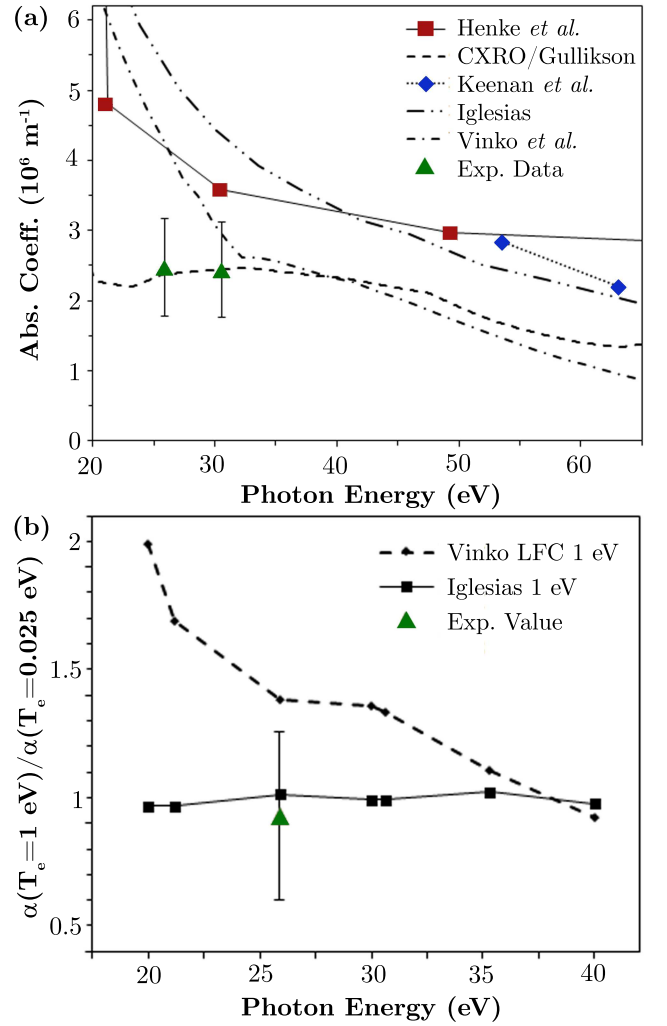 (a)
Abs. Coeff. (10⁶ m⁻¹)
6
5
4
3
2
1
0
Henke et al.
CXRO/Gullikson
Keenan et al.
Iglesias
Vinko et al.
Exp. Data
20 30 40 50 60
Photon Energy (eV)
(b)
α(Tₑ=1 eV)/α(Tₑ=0.025 eV)
2
1.5
1
0.5
Vinko LFC 1 eV
Iglesias 1 eV
Exp. Value
20 25 30 35 40
Photon Energy (eV)